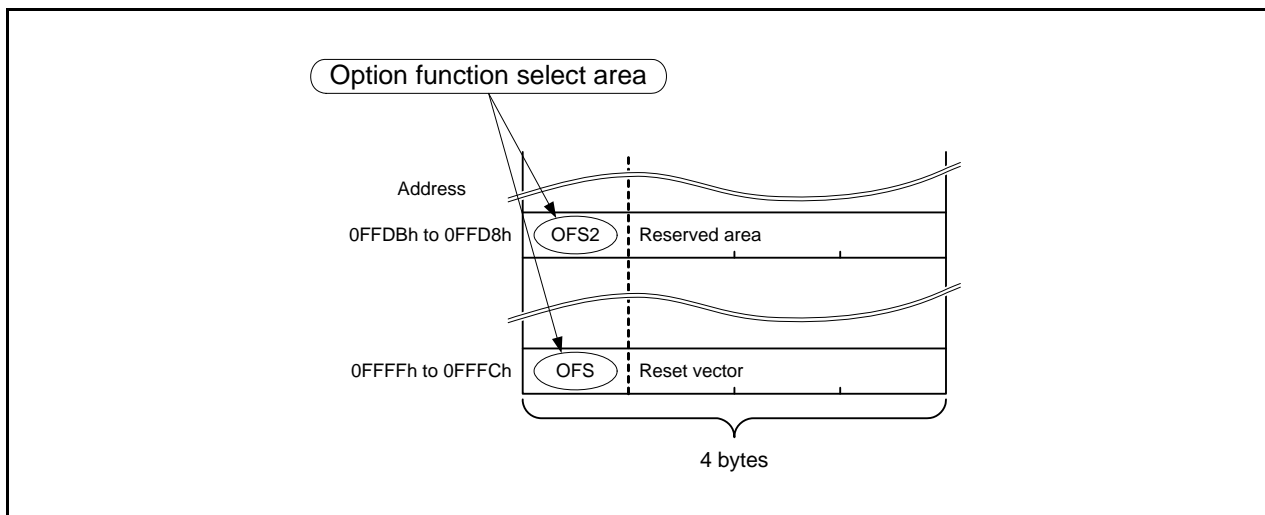 Option function select area
Address
0FFDBh to 0FFD8h OFS2 Reserved area
0FFFFh to 0FFFCh OFS Reset vector
4 bytes